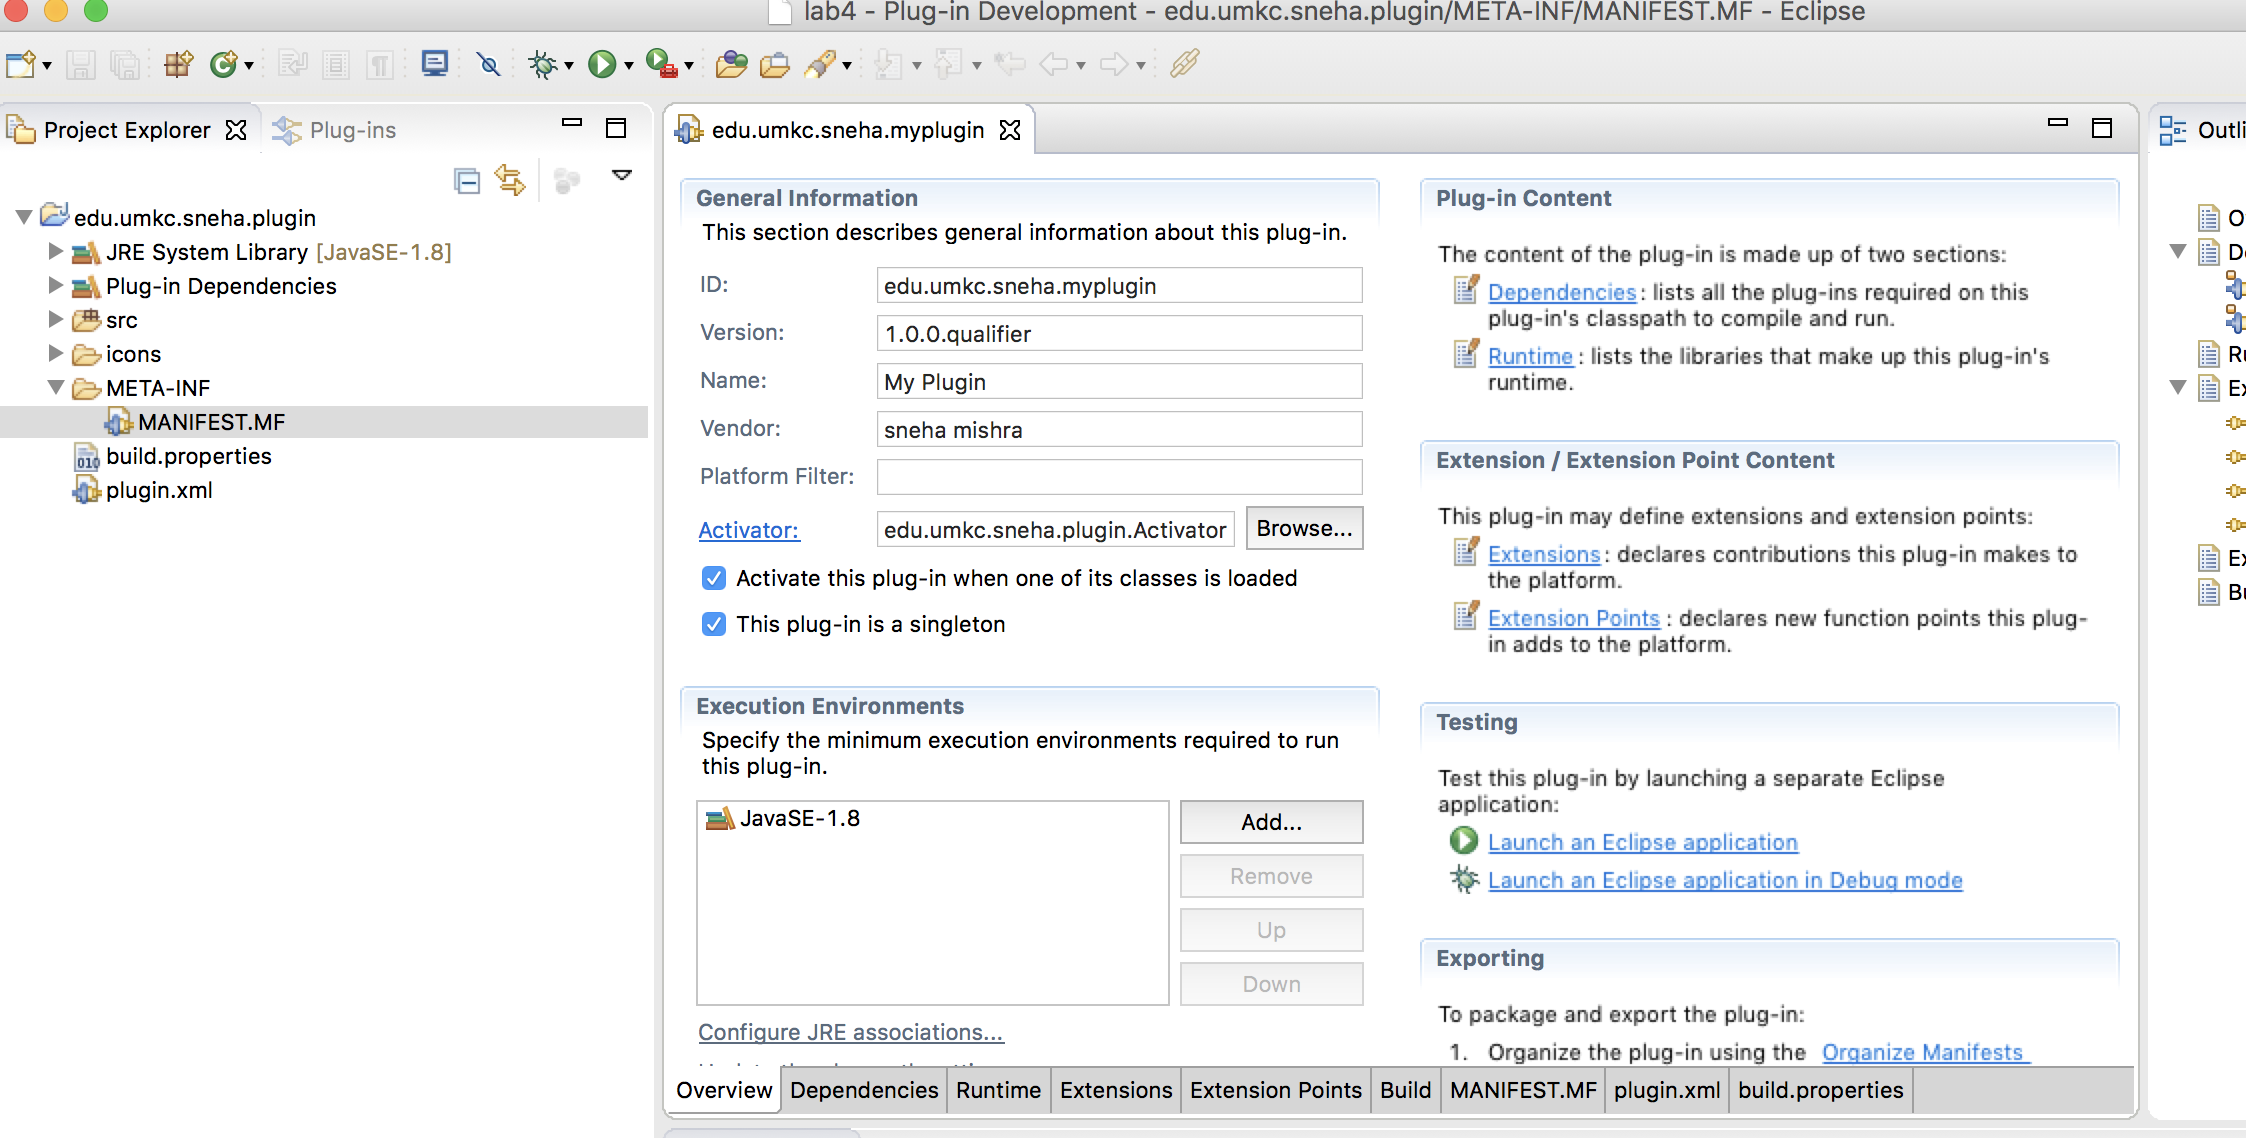 lab4 - Plug-in Development - edu.umkc.sneha.plugin/META-INF/MANIFEST.MF - Eclipse
Project Explorer
Plug-ins
edu.umkc.sneha.plugin
JRE System Library [JavaSE-1.8]
Plug-in Dependencies
src
icons
META-INF
MANIFEST.MF
build.properties
plugin.xml
edu.umkc.sneha.myplugin
General Information
This section describes general information about this plug-in.
ID: edu.umkc.sneha.myplugin
Version: 1.0.0.qualifier
Name: My Plugin
Vendor: sneha mishra
Platform Filter:
Activator: edu.umkc.sneha.plugin.Activator Browse...
Activate this plug-in when one of its classes is loaded
This plug-in is a singleton
Execution Environments
Specify the minimum execution environments required to run
this plug-in.
JavaSE-1.8
Add...
Remove
Up
Down
Configure JRE associations...
Plug-in Content
The content of the plug-in is made up of two sections:
Dependencies: lists all the plug-ins required on this
plug-in's classpath to compile and run.
Runtime: lists the libraries that make up this plug-in's
runtime.
Extension / Extension Point Content
This plug-in may define extensions and extension points:
Extensions: declares contributions this plug-in makes to
the platform.
Extension Points: declares new function points this plug-
in adds to the platform.
Testing
Test this plug-in by launching a separate Eclipse
application:
Launch an Eclipse application
Launch an Eclipse application in Debug mode
Exporting
To package and export the plug-in:
1. Organize the plug-in using the Organize Manifests
Overview Dependencies Runtime Extensions Extension Points Build MANIFEST.MF plugin.xml build.properties